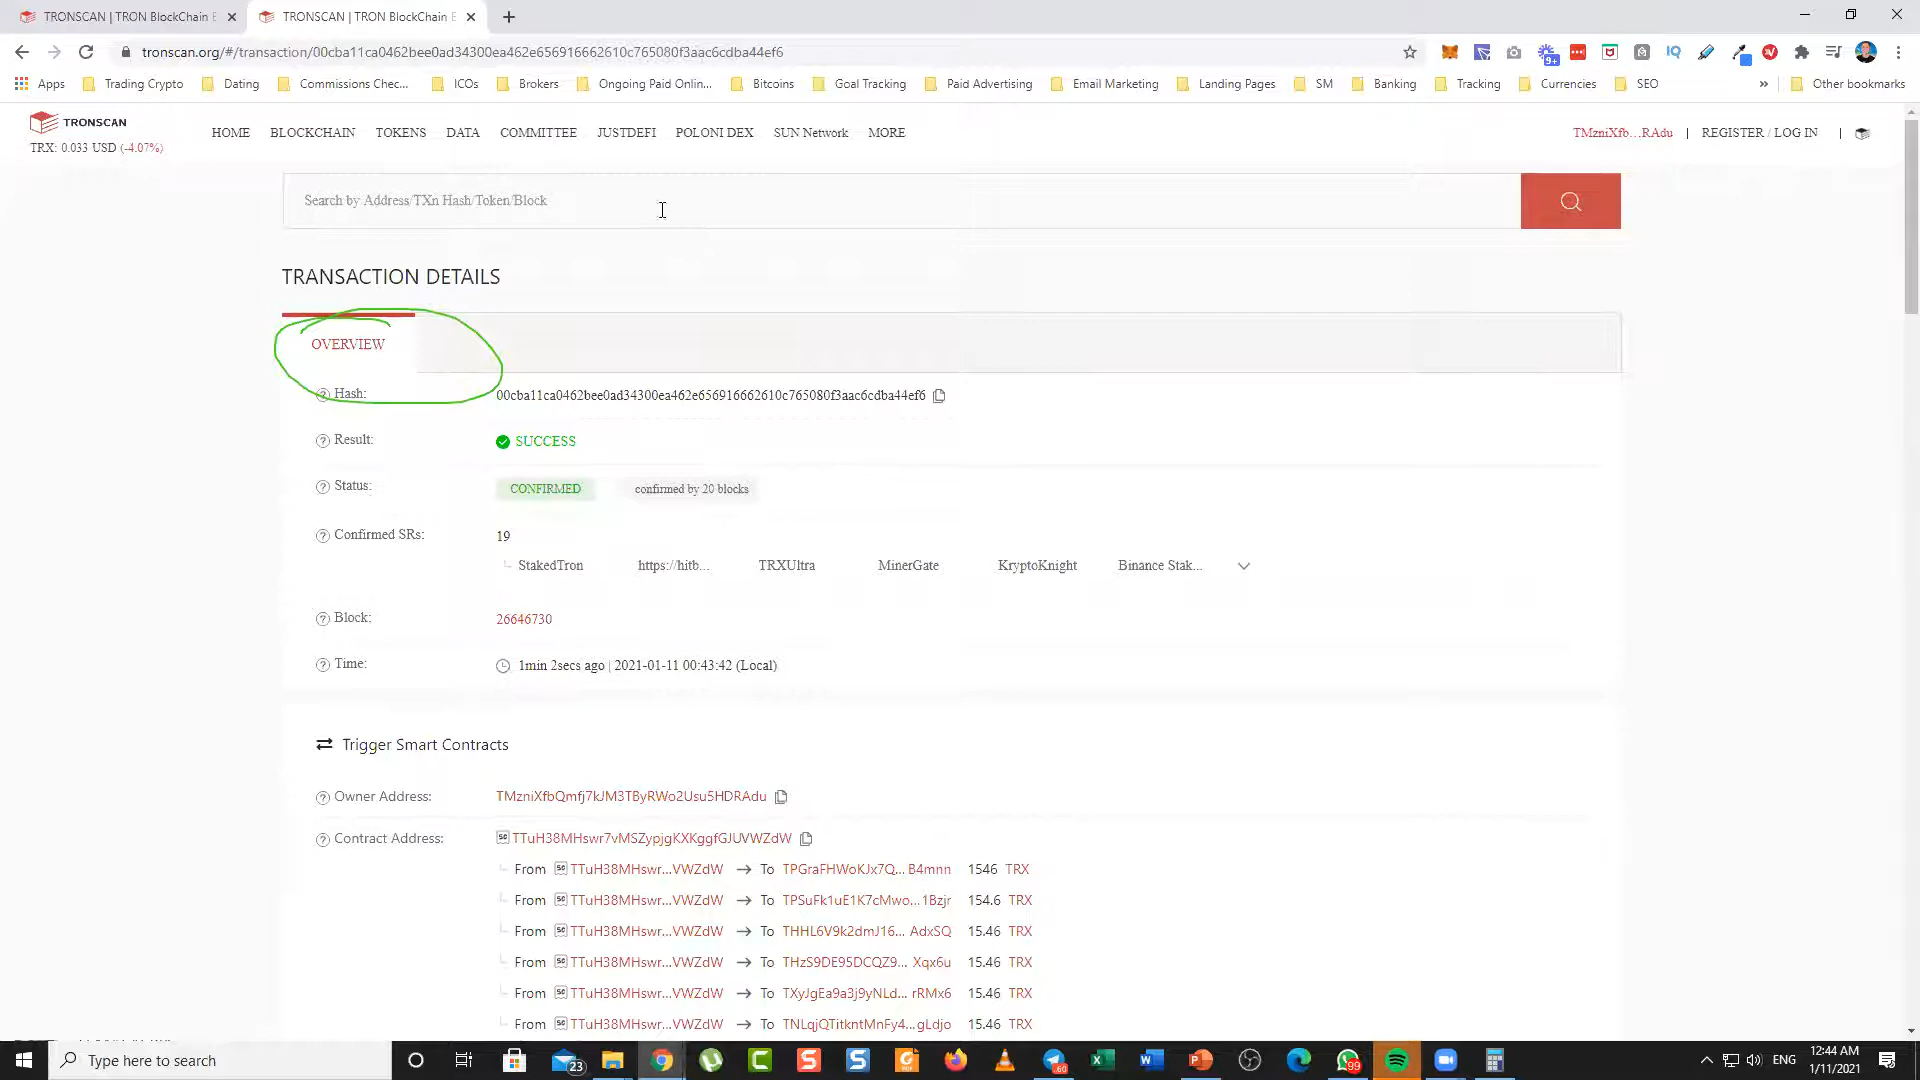 TRONSCAN | TRON BlockChain E
TRONSCAN | TRON BlockChain E
tronscan.org/#/transaction/00cba11ca0462bee0ad34300ea462e656916662610c765080f3aac6cdba44ef6
9+
Apps Trading Crypto Dating Commissions Chec... ICOs Brokers Ongoing Paid Onlin... Bitcoins Goal Tracking Paid Advertising Email Marketing Landing Pages SM Banking Tracking Currencies SEO » Other bookmarks
TRONSCAN
TRX: 0.033 USD (-4.07%)
HOME BLOCKCHAIN TOKENS DATA COMMITTEE JUSTDEFI POLONI DEX SUN Network MORE
TMzniXfb...RAdu | REGISTER / LOG IN |
Search by Address/TXn Hash/Token/Block
TRANSACTION DETAILS
OVERVIEW
Hash: 00cba11ca0462bee0ad34300ea462e656916662610c765080f3aac6cdba44ef6
Result: SUCCESS
Status: CONFIRMED confirmed by 20 blocks
Confirmed SRs: 19
StakedTron https://hitb... TRXUltra MinerGate KryptoKnight Binance Stak...
Block: 26646730
Time: 1min 2secs ago | 2021-01-11 00:43:42 (Local)
Trigger Smart Contracts
Owner Address: TMzniXfbQmfj7kJM3TByRWo2Usu5HDRAdu
Contract Address: TTuH38MHswr7vMSZypjgKXKggfGJUVWZdW
From TTuH38MHswr...VWZdW → To TPGraFHWoKJx7Q... B4mnn 1546 TRX
From TTuH38MHswr...VWZdW → To TPSuFk1uE1K7cMwo...1Bzjr 154.6 TRX
From TTuH38MHswr...VWZdW → To THHL6V9k2dmJ16... AdxSQ 15.46 TRX
From TTuH38MHswr...VWZdW → To THzS9DE95DCQZ9... Xqx6u 15.46 TRX
From TTuH38MHswr...VWZdW → To TXyJgEa9a3j9yNLd... rRMx6 15.46 TRX
From TTuH38MHswr...VWZdW → To TNLqjQTitkntMnFy4...gLdjo 15.46 TRX
Type here to search
23
60
99
ENG
12:44 AM
1/11/2021